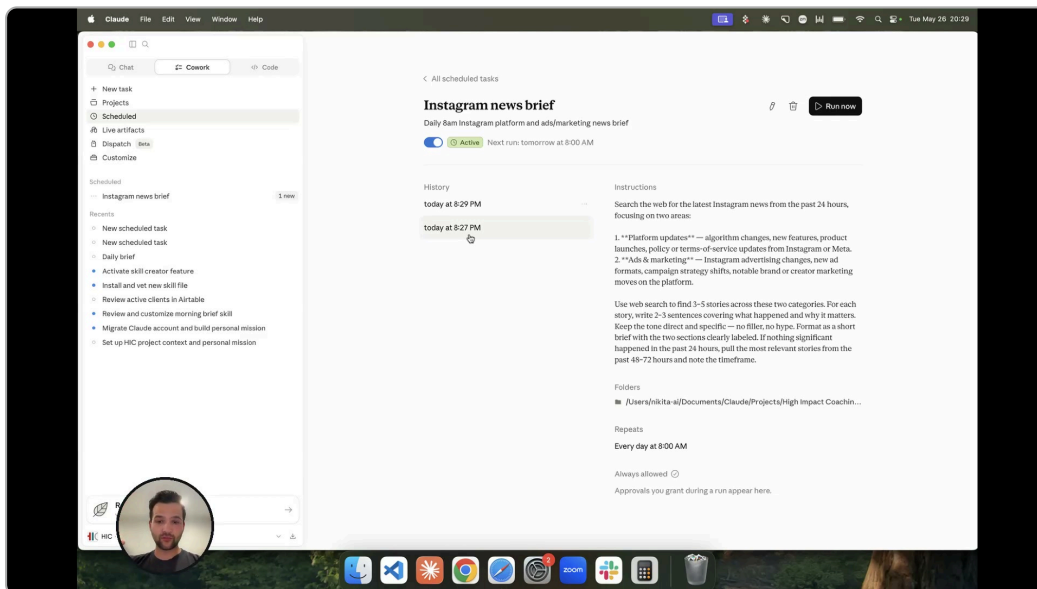 Claude File Edit View Window Help
Tue May 26 20:29
Chat Cowork Code
New task
Projects
Scheduled
Live artifacts
Dispatch Beta
Customize
Scheduled
Instagram news brief 1 new
Recents
New scheduled task
New scheduled task
Daily brief
Activate skill creator feature
Install and vet new skill file
Review active clients in Airtable
Review and customize morning brief skill
Migrate Claude account and build personal mission
Set up HIC project context and personal mission
HIC
All scheduled tasks
Instagram news brief
Run now
Daily 8am Instagram platform and ads/marketing news brief
Active Next run: tomorrow at 8:00 AM
History
today at 8:29 PM
today at 8:27 PM
Instructions
Search the web for the latest Instagram news from the past 24 hours,
focusing on two areas:
1. **Platform updates** — algorithm changes, new features, product
launches, policy or terms-of-service updates from Instagram or Meta.
2. **Ads & marketing** — Instagram advertising changes, new ad
formats, campaign strategy shifts, notable brand or creator marketing
moves on the platform.
Use web search to find 3–5 stories across these two categories. For each
story, write 2–3 sentences covering what happened and why it matters.
Keep the tone direct and specific — no filler, no hype. Format as a short
brief with the two sections clearly labeled. If nothing significant
happened in the past 24 hours, pull the most relevant stories from the
past 48–72 hours and note the timeframe.
Folders
/Users/nikita-ai/Documents/Claude/Projects/High Impact Coachin...
Repeats
Every day at 8:00 AM
Always allowed
Approvals you grant during a run appear here.
2
zoom